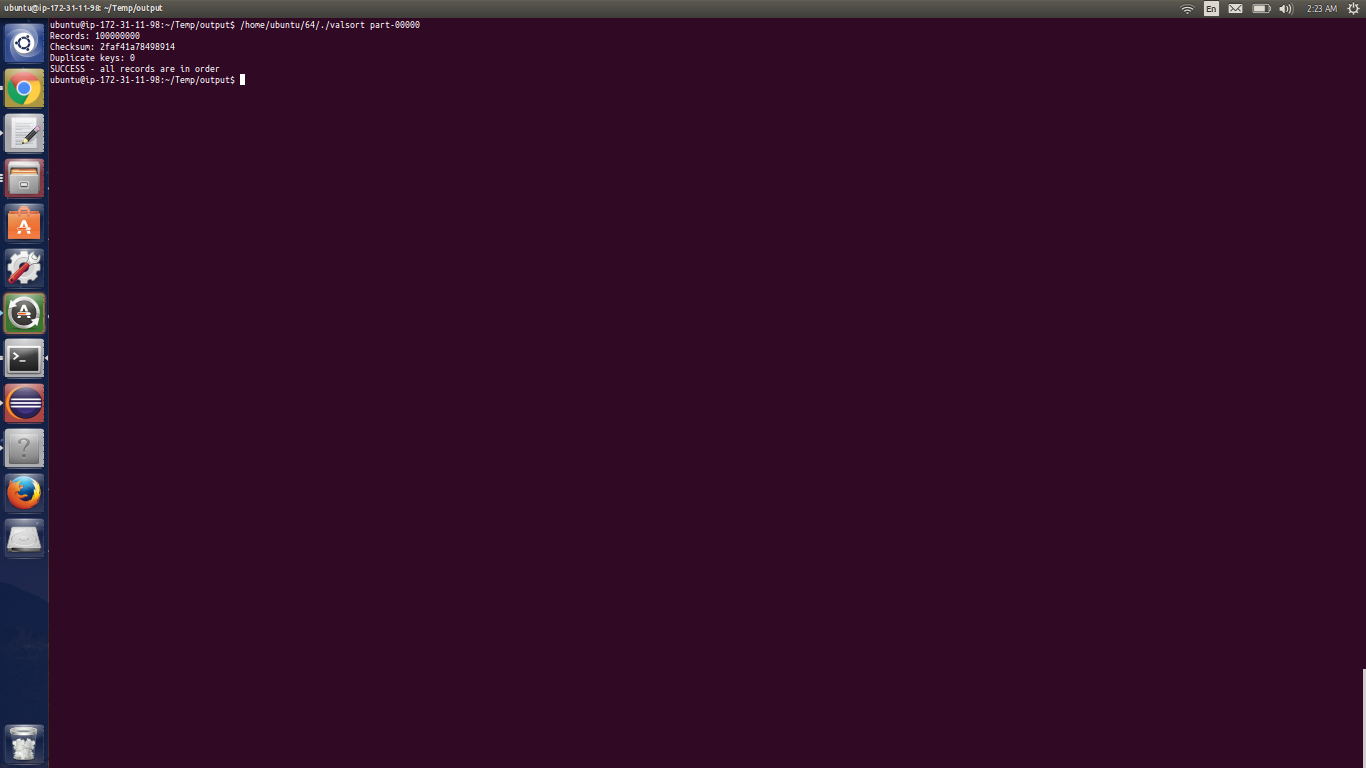 ubuntu@ip-172-31-11-98: ~/Temp/output
En
2:23 AM
ubuntu@ip-172-31-11-98:~/Temp/output$ /home/ubuntu/64/./valsort part-00000
Records: 100000000
Checksum: 2faf41a78498914
Duplicate keys: 0
SUCCESS - all records are in order
ubuntu@ip-172-31-11-98:~/Temp/output$